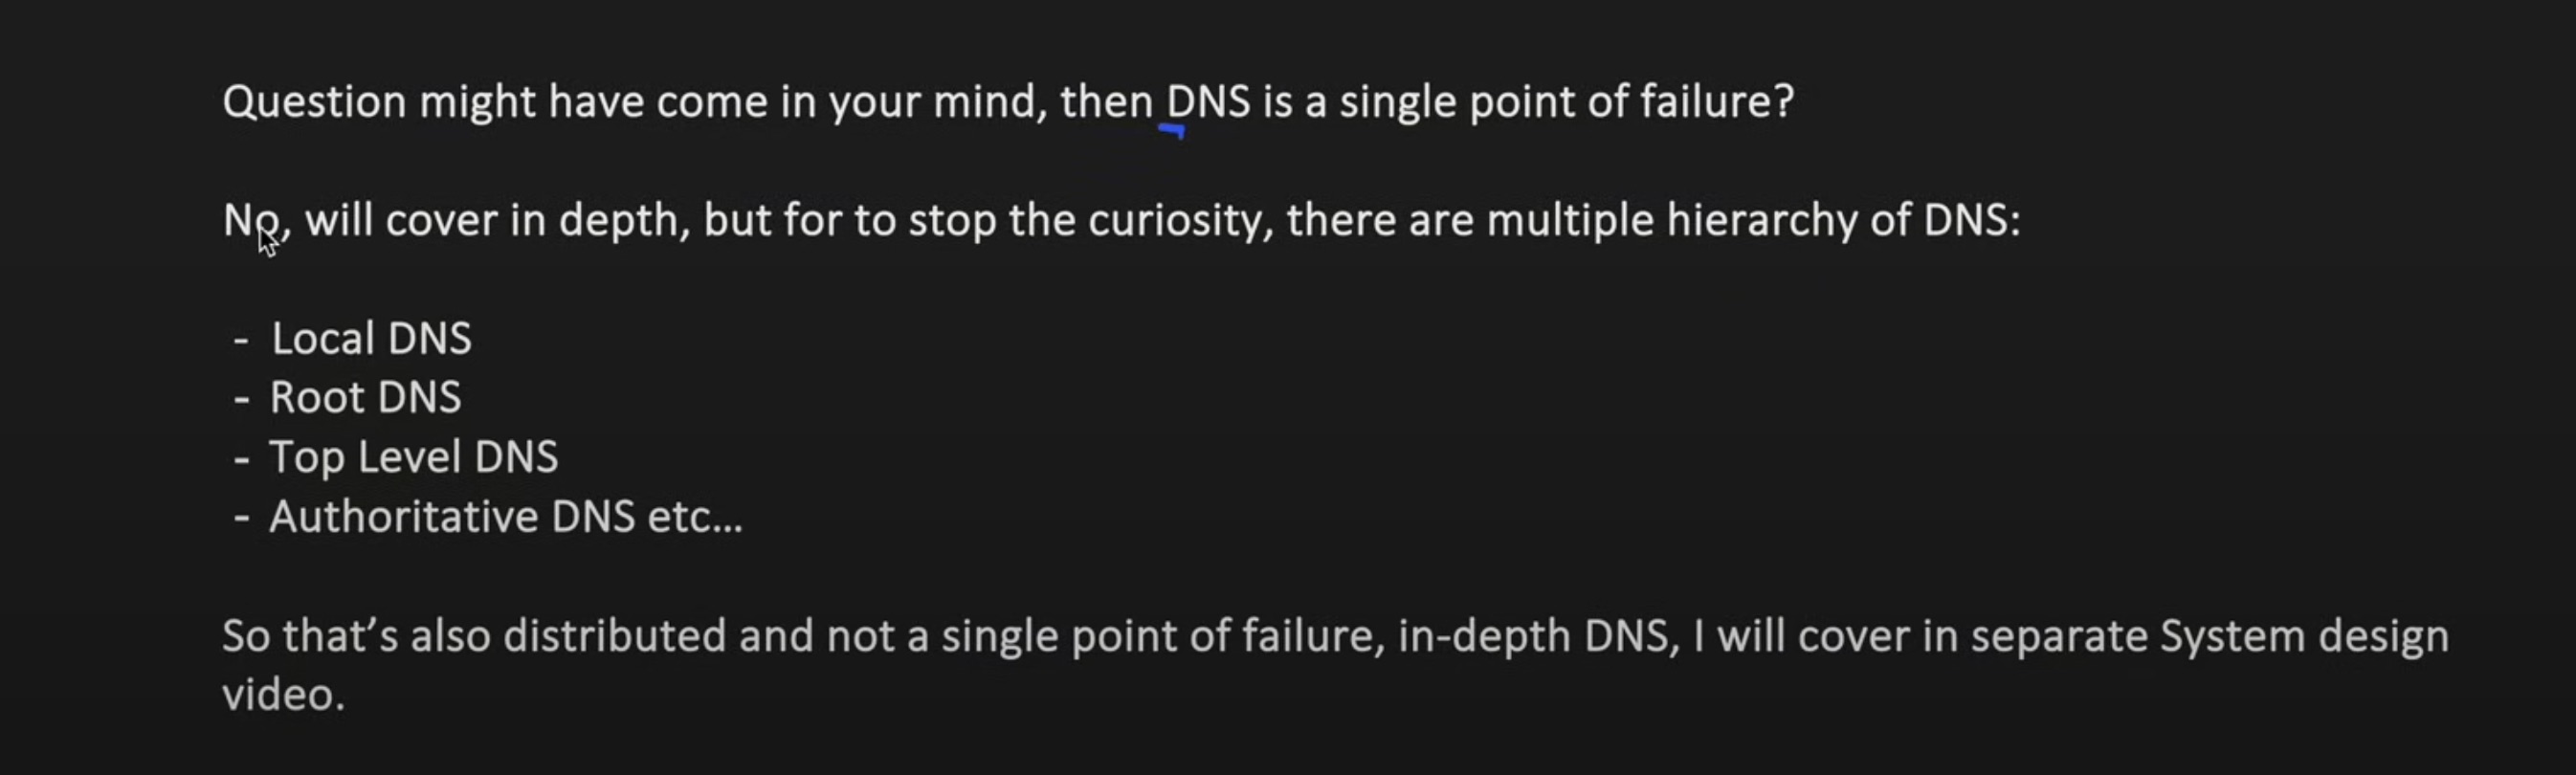 Question might have come in your mind, then DNS is a single point of failure?
No, will cover in depth, but for to stop the curiosity, there are multiple hierarchy of DNS:
- Local DNS
- Root DNS
- Top Level DNS
- Authoritative DNS etc...
So that’s also distributed and not a single point of failure, in-depth DNS, I will cover in separate System design
video.